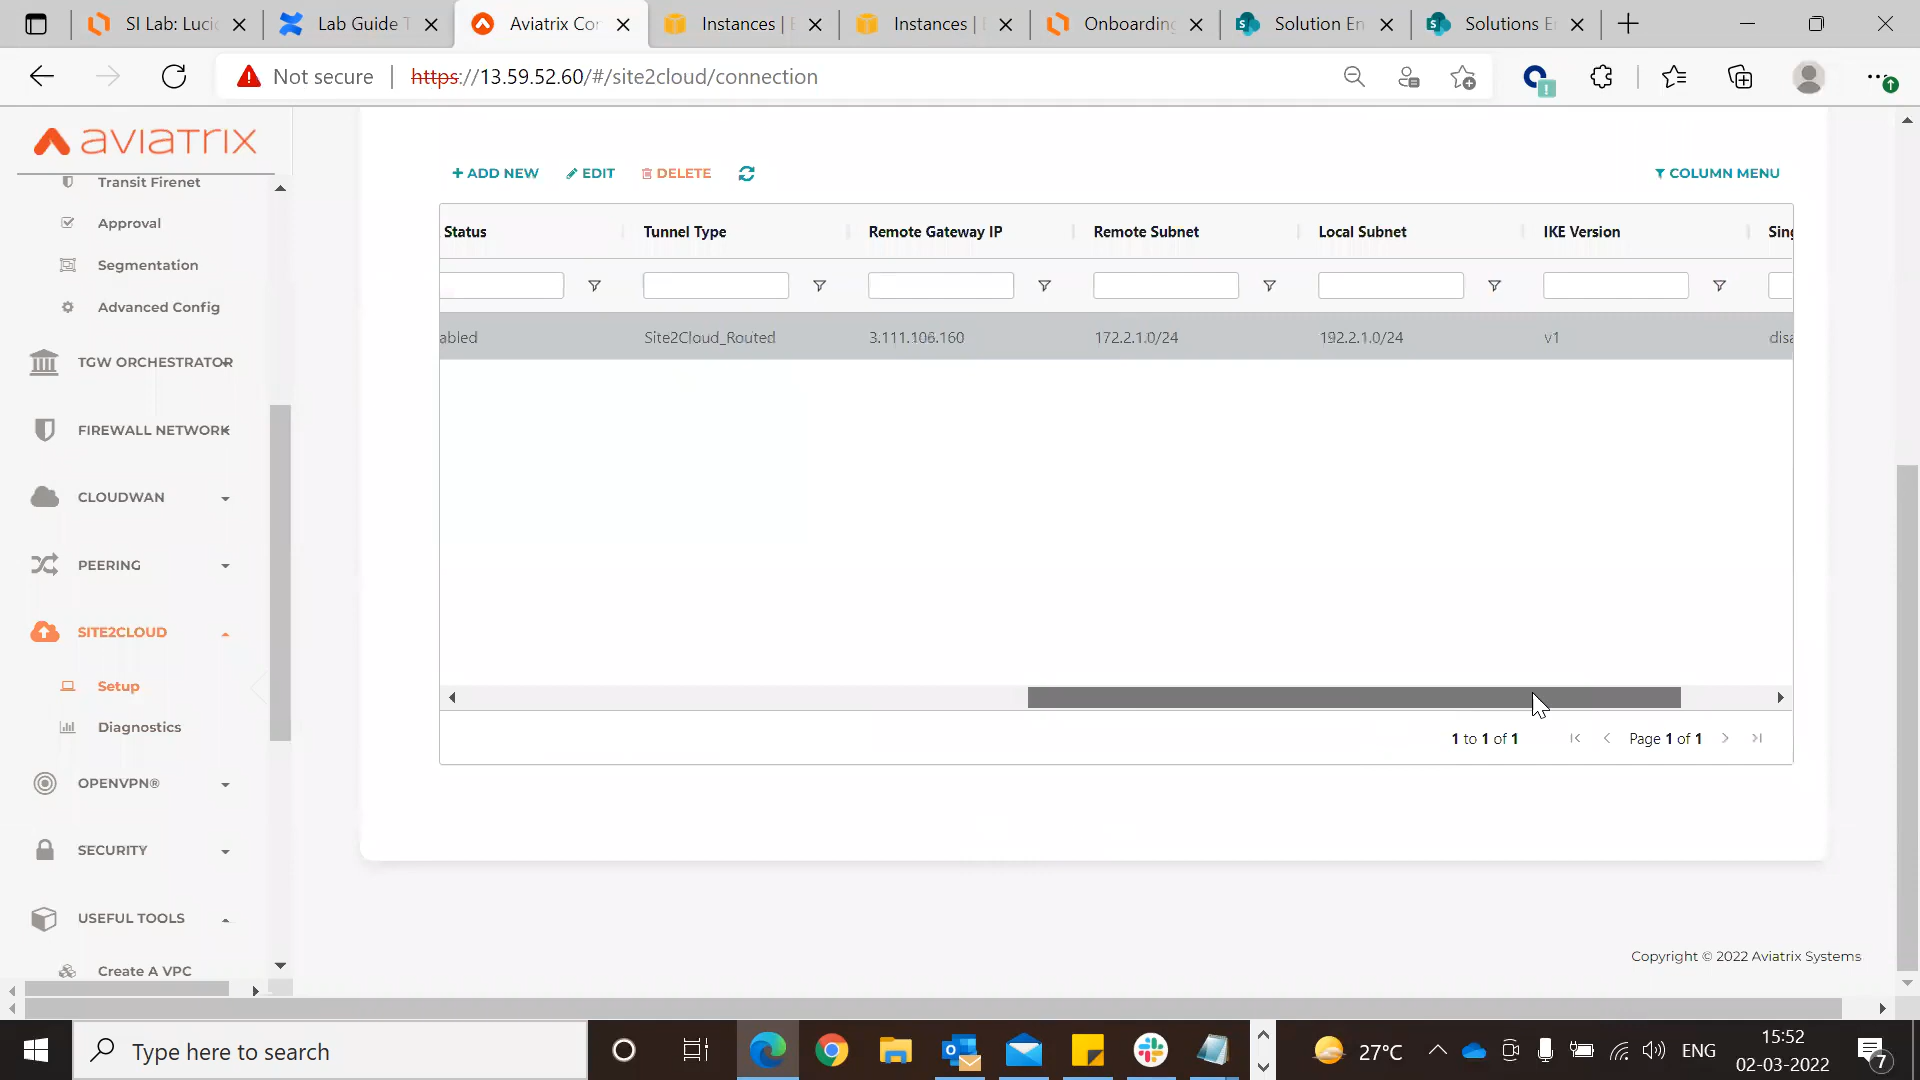 SI Lab: Luci
Lab Guide T
Aviatrix Cor
Instances | E
Instances |
Onboarding
Solution En
Solutions E
Not secure
https://13.59.52.60/#/site2cloud/connection
aviatrix
Transit Firenet
Approval
Segmentation
Advanced Config
TGW ORCHESTRATOR
FIREWALL NETWORK
CLOUDWAN
PEERING
SITE2CLOUD
Setup
Diagnostics
OPENVPN®
SECURITY
USEFUL TOOLS
Create A VPC
+ ADD NEW
EDIT
DELETE
COLUMN MENU
Status
Tunnel Type
Remote Gateway IP
Remote Subnet
Local Subnet
IKE Version
Sing
abled
Site2Cloud_Routed
3.111.106.160
172.2.1.0/24
192.2.1.0/24
v1
disa
1 to 1 of 1
Page 1 of 1
Copyright © 2022 Aviatrix Systems
Type here to search
27°C
ENG
15:52
02-03-2022
7